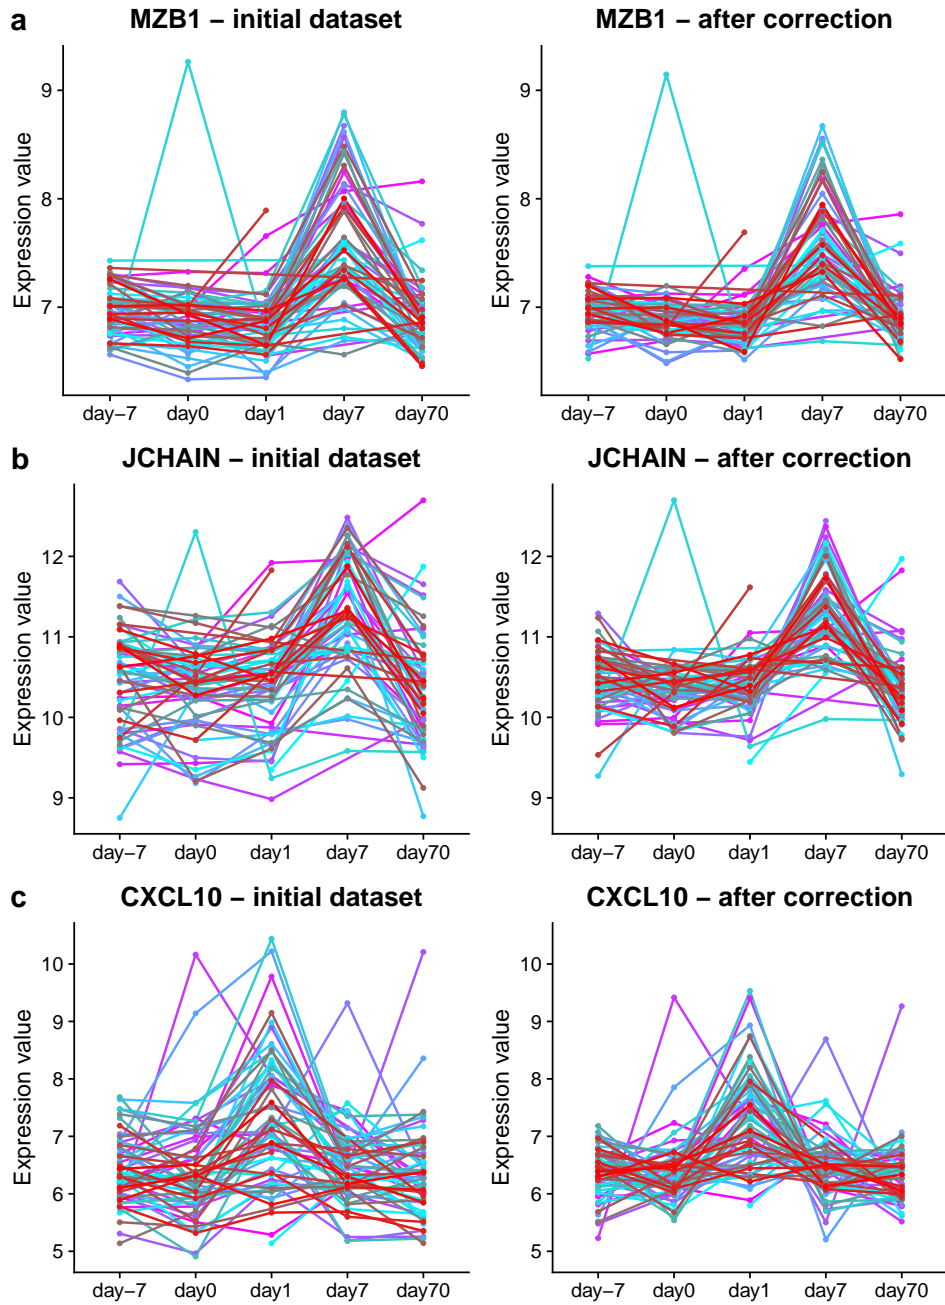 a
MZB1 – initial dataset
MZB1 – after correction
Expression value
9
8
7
day−7 day0 day1 day7 day70
Expression value
9
8
7
day−7 day0 day1 day7 day70
b
JCHAIN – initial dataset
JCHAIN – after correction
Expression value
12
11
10
9
day−7 day0 day1 day7 day70
Expression value
12
11
10
9
day−7 day0 day1 day7 day70
c
CXCL10 – initial dataset
CXCL10 – after correction
Expression value
10
9
8
7
6
5
day−7 day0 day1 day7 day70
Expression value
10
9
8
7
6
5
day−7 day0 day1 day7 day70